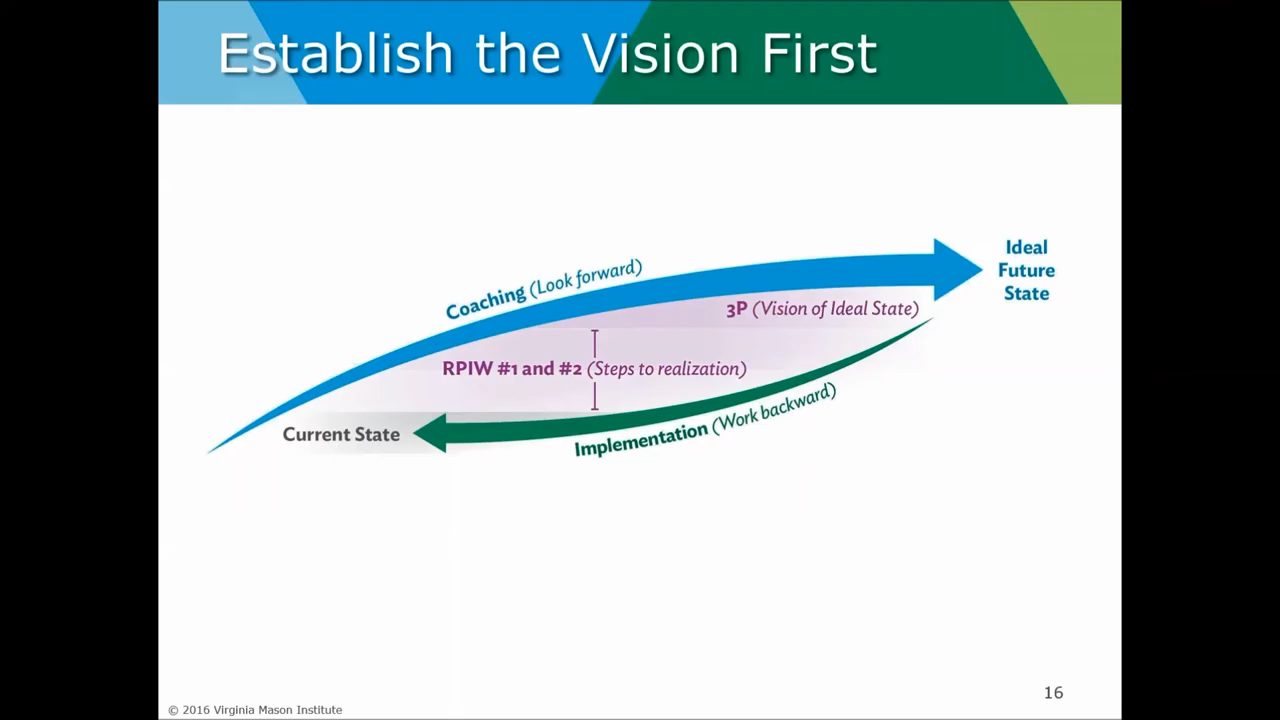 Establish the Vision First
Ideal
Future
State
Coaching (Look forward)
3P (Vision of Ideal State)
RPIW #1 and #2 (Steps to realization)
Current State
Implementation (Work backward)
16
© 2016 Virginia Mason Institute